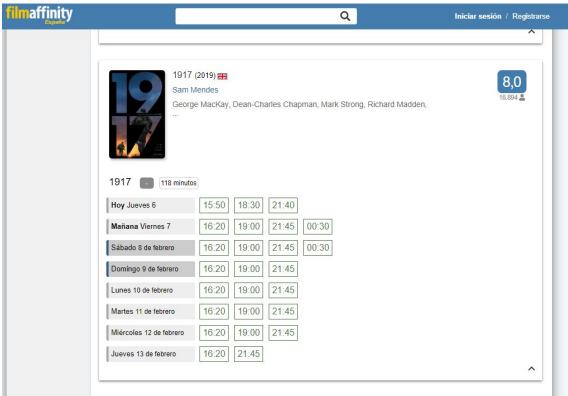 filmaffinity
España
Iniciar sesión / Registrarse
1917 (2019)
Sam Mendes
George MacKay, Dean-Charles Chapman, Mark Strong, Richard Madden,
...
8,0
16.894
19
17
1917 - 118 minutos
Hoy Jueves 6 15:50 18:30 21:40
Mañana Viernes 7 16:20 19:00 21:45 00:30
Sábado 8 de febrero 16:20 19:00 21:45 00:30
Domingo 9 de febrero 16:20 19:00 21:45
Lunes 10 de febrero 16:20 19:00 21:45
Martes 11 de febrero 16:20 19:00 21:45
Miércoles 12 de febrero 16:20 19:00 21:45
Jueves 13 de febrero 16:20 21:45